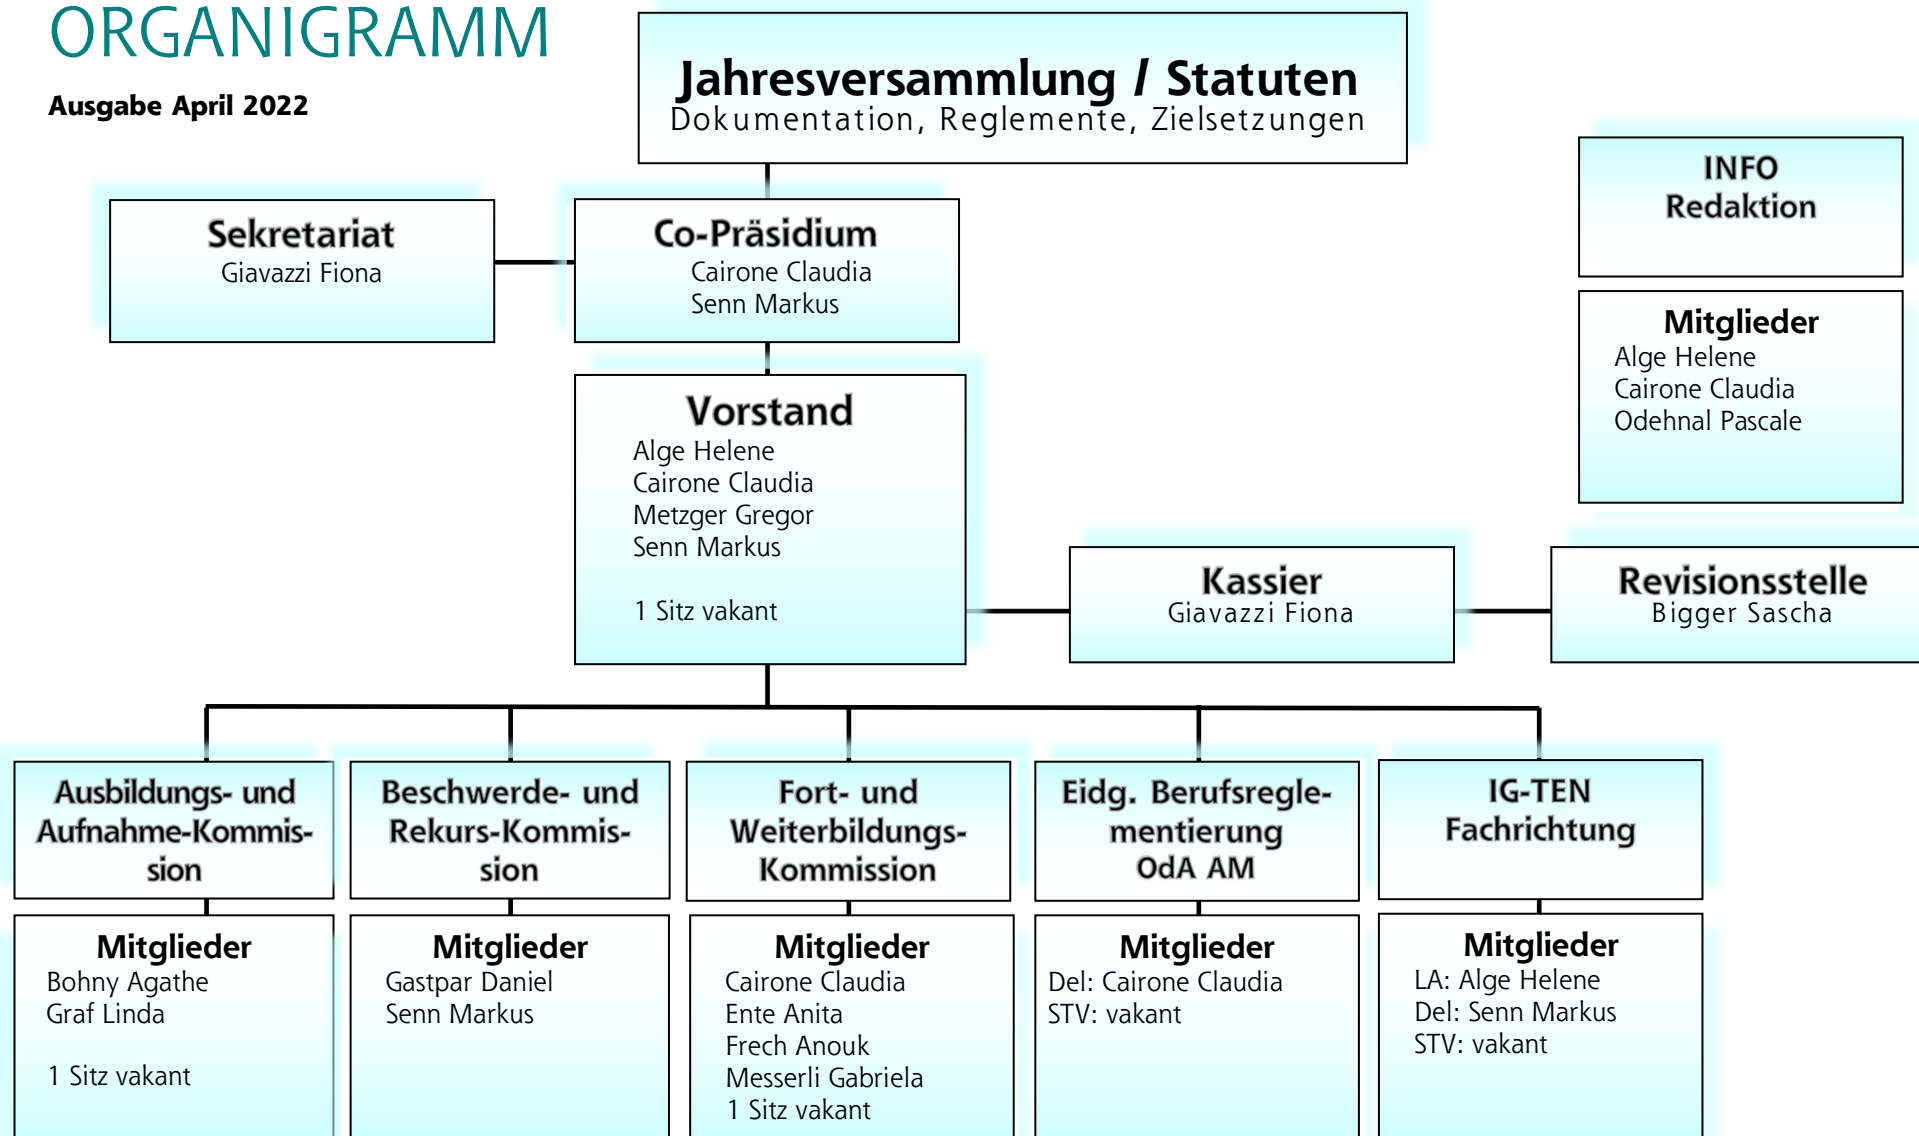 ORGANIGRAMM
Ausgabe April 2022
Jahresversammlung / Statuten
Dokumentation, Reglemente, Zielsetzungen
INFO
Redaktion
Mitglieder
Alge Helene
Cairone Claudia
Odehnal Pascale
Sekretariat
Giavazzi Fiona
Co-Präsidium
Cairone Claudia
Senn Markus
Vorstand
Alge Helene
Cairone Claudia
Metzger Gregor
Senn Markus
1 Sitz vakant
Kassier
Giavazzi Fiona
Revisionsstelle
Bigger Sascha
Ausbildungs- und
Aufnahme-Kommis-
sion
Mitglieder
Bohny Agathe
Graf Linda
1 Sitz vakant
Beschwerde- und
Rekurs-Kommis-
sion
Mitglieder
Gastpar Daniel
Senn Markus
Fort- und
Weiterbildungs-
Kommission
Mitglieder
Cairone Claudia
Ente Anita
Frech Anouk
Messerli Gabriela
1 Sitz vakant
Eidg. Berufsregle-
mentierung
OdA AM
Mitglieder
Del: Cairone Claudia
STV: vakant
IG-TEN
Fachrichtung
Mitglieder
LA: Alge Helene
Del: Senn Markus
STV: vakant